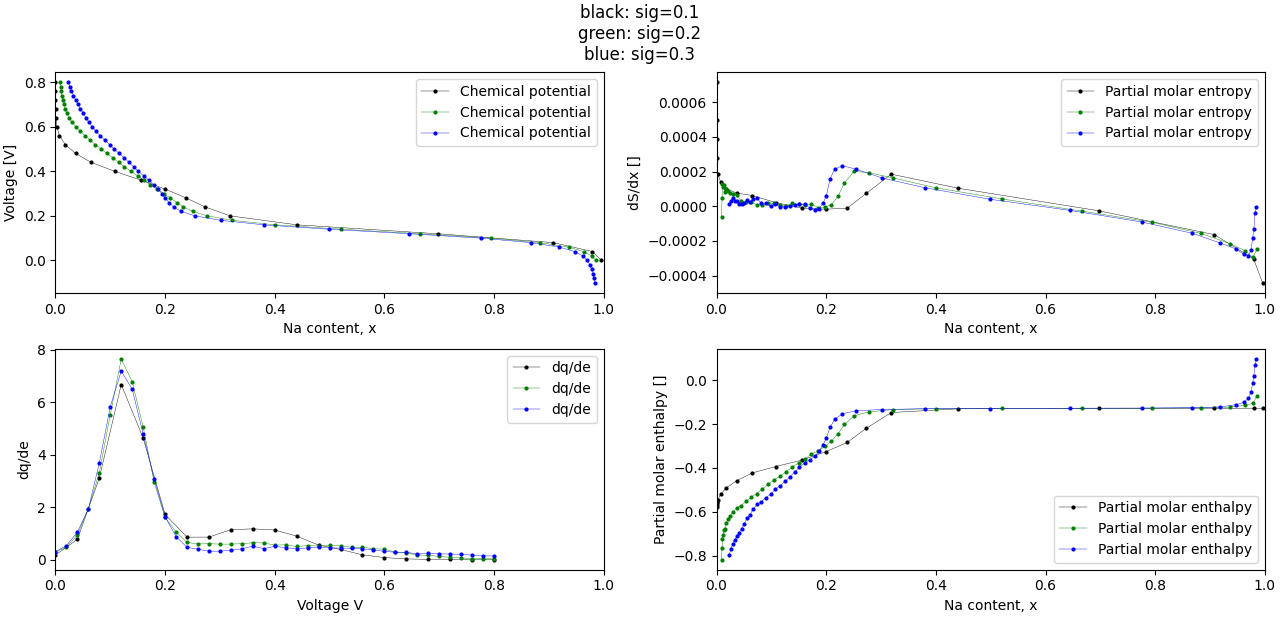 black: sig=0.1
green: sig=0.2
blue: sig=0.3
Voltage [V]
0.8
0.6
0.4
0.2
0.0
Chemical potential
Chemical potential
Chemical potential
0.0 0.2 0.4 0.6 0.8 1.0
Na content, x
dS/dx []
0.0006
0.0004
0.0002
0.0000
−0.0002
−0.0004
Partial molar entropy
Partial molar entropy
Partial molar entropy
0.0 0.2 0.4 0.6 0.8 1.0
Na content, x
dq/de
8
6
4
2
0
dq/de
dq/de
dq/de
0.0 0.2 0.4 0.6 0.8 1.0
Voltage V
Partial molar enthalpy []
0.0
−0.2
−0.4
−0.6
−0.8
Partial molar enthalpy
Partial molar enthalpy
Partial molar enthalpy
0.0 0.2 0.4 0.6 0.8 1.0
Na content, x